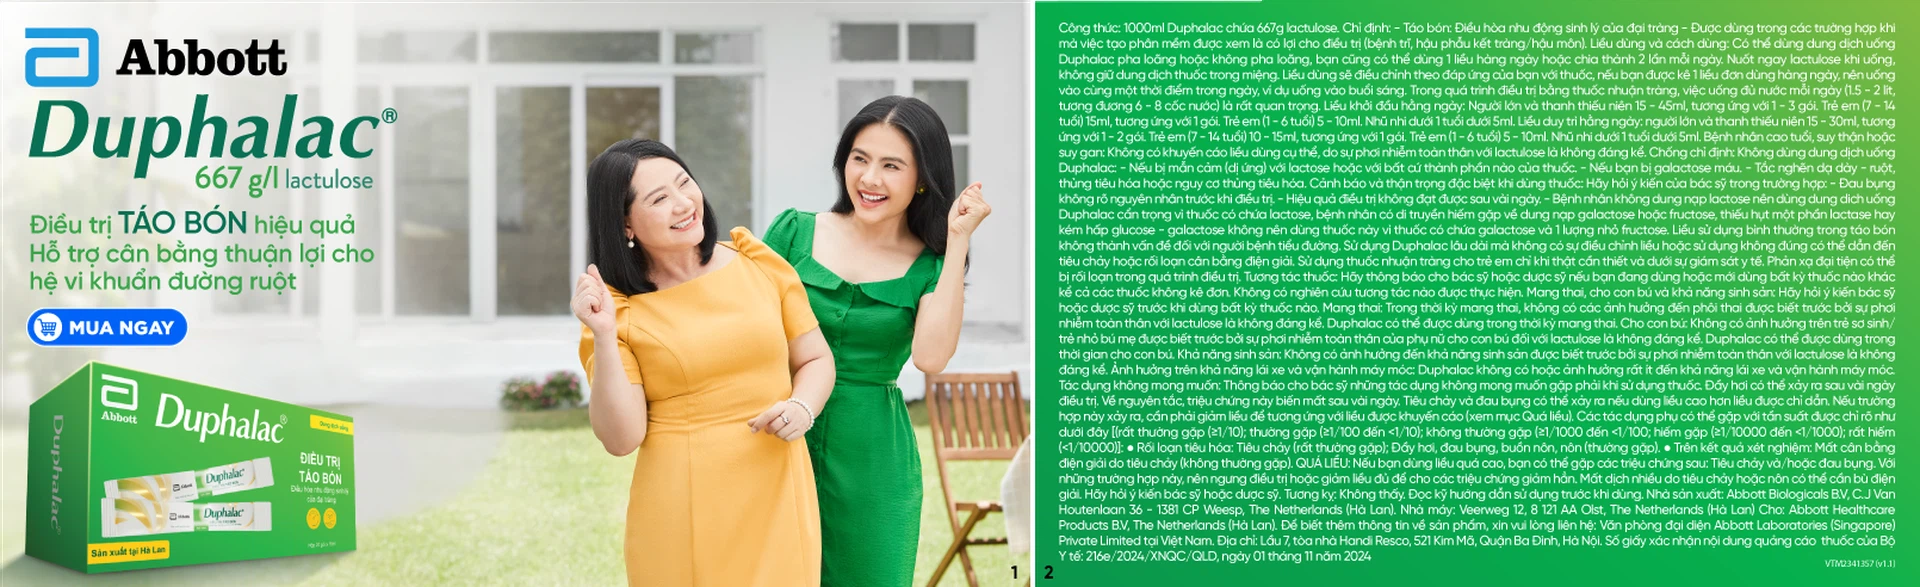 Abbott
Duphalac®
667 g/l lactulose
Điều trị TÁO BÓN hiệu quả
Hỗ trợ cân bằng thuận lợi cho
hệ vi khuẩn đường ruột
MUA NGAY
Abbott
Duphalac®
Duphalac
Dung dịch uống
ĐIỀU TRỊ
TÁO BÓN
Điều hòa nhu động sinh lý
của đại tràng
Abbott Duphalac
Abbott Duphalac
Sản xuất tại Hà Lan
1
Công thức: 1000ml Duphalac chứa 667g lactulose. Chỉ định: - Táo bón: Điều hòa nhu động sinh lý của đại tràng - Được dùng trong các trường hợp khi
mà việc tạo phân mềm được xem là có lợi cho điều trị (bệnh trĩ, hậu phẫu kết tràng/hậu môn). Liều dùng và cách dùng: Có thể dùng dung dịch uống
Duphalac pha loãng hoặc không pha loãng, bạn cũng có thể dùng 1 liều hàng ngày hoặc chia thành 2 lần mỗi ngày. Nuốt ngay lactulose khi uống,
không giữ dung dịch thuốc trong miệng. Liều dùng sẽ điều chỉnh theo đáp ứng của bạn với thuốc, nếu bạn được kê 1 liều đơn dùng hàng ngày, nên uống
vào cùng một thời điểm trong ngày, ví dụ uống vào buổi sáng. Trong quá trình điều trị bằng thuốc nhuận tràng, việc uống đủ nước mỗi ngày (1.5 - 2 lít,
tương đương 6 - 8 cốc nước) là rất quan trọng. Liều khởi đầu hằng ngày: Người lớn và thanh thiếu niên 15 - 45ml, tương ứng với 1 - 3 gói. Trẻ em (7 - 14
tuổi) 15ml, tương ứng với 1 gói. Trẻ em (1 - 6 tuổi) 5 - 10ml. Nhũ nhi dưới 1 tuổi dưới 5ml. Liều duy trì hằng ngày: người lớn và thanh thiếu niên 15 - 30ml, tương
ứng với 1 - 2 gói. Trẻ em (7 - 14 tuổi) 10 - 15ml, tương ứng với 1 gói. Trẻ em (1 - 6 tuổi) 5 - 10ml. Nhũ nhi dưới 1 tuổi dưới 5ml. Bệnh nhân cao tuổi, suy thận hoặc
suy gan: Không có khuyến cáo liều dùng cụ thể, do sự phơi nhiễm toàn thân với lactulose là không đáng kể. Chống chỉ định: Không dùng dung dịch uống
Duphalac: - Nếu bị mẫn cảm (dị ứng) với lactose hoặc với bất cứ thành phần nào của thuốc. - Nếu bạn bị galactose máu. - Tắc nghẽn dạ dày - ruột,
thủng tiêu hóa hoặc nguy cơ thủng tiêu hóa. Cảnh báo và thận trọng đặc biệt khi dùng thuốc: Hãy hỏi ý kiến của bác sỹ trong trường hợp: - Đau bụng
không rõ nguyên nhân trước khi điều trị. - Hiệu quả điều trị không đạt được sau vài ngày. - Bệnh nhân không dung nạp lactose nên dùng dung dịch uống
Duphalac cẩn trọng vì thuốc có chứa lactose, bệnh nhân có di truyền hiếm gặp về dung nạp galactose hoặc fructose, thiếu hụt một phần lactase hay
kém hấp glucose - galactose không nên dùng thuốc này vì thuốc có chứa galactose và 1 lượng nhỏ fructose. Liều sử dụng bình thường trong táo bón
không thành vấn đề đối với người bệnh tiểu đường. Sử dụng Duphalac lâu dài mà không có sự điều chỉnh liều hoặc sử dụng không đúng có thể dẫn đến
tiêu chảy hoặc rối loạn cân bằng điện giải. Sử dụng thuốc nhuận tràng cho trẻ em chỉ khi thật cần thiết và dưới sự giám sát y tế. Phản xạ đại tiện có thể
bị rối loạn trong quá trình điều trị. Tương tác thuốc: Hãy thông báo cho bác sỹ hoặc dược sỹ nếu bạn đang dùng hoặc mới dùng bất kỳ thuốc nào khác
kể cả các thuốc không kê đơn. Không có nghiên cứu tương tác nào được thực hiện. Mang thai, cho con bú và khả năng sinh sản: Hãy hỏi ý kiến bác sỹ
hoặc dược sỹ trước khi dùng bất kỳ thuốc nào. Mang thai: Trong thời kỳ mang thai, không có các ảnh hưởng đến phôi thai được biết trước bởi sự phơi
nhiễm toàn thân với lactulose là không đáng kể. Duphalac có thể được dùng trong thời kỳ mang thai. Cho con bú: Không có ảnh hưởng trên trẻ sơ sinh/
trẻ nhỏ bú mẹ được biết trước bởi sự phơi nhiễm toàn thân của phụ nữ cho con bú đối với lactulose là không đáng kể. Duphalac có thể được dùng trong
thời gian cho con bú. Khả năng sinh sản: Không có ảnh hưởng đến khả năng sinh sản được biết trước bởi sự phơi nhiễm toàn thân với lactulose là không
đáng kể. Ảnh hưởng trên khả năng lái xe và vận hành máy móc: Duphalac không có hoặc ảnh hưởng rất ít đến khả năng lái xe và vận hành máy móc.
Tác dụng không mong muốn: Thông báo cho bác sỹ những tác dụng không mong muốn gặp phải khi sử dụng thuốc. Đầy hơi có thể xảy ra sau vài ngày
điều trị. Về nguyên tắc, triệu chứng này biến mất sau vài ngày. Tiêu chảy và đau bụng có thể xảy ra nếu dùng liều cao hơn liều được chỉ dẫn. Nếu trường
hợp này xảy ra, cần phải giảm liều để tương ứng với liều được khuyến cáo (xem mục Quá liều). Các tác dụng phụ có thể gặp với tần suất được chỉ rõ như
dưới đây [(rất thường gặp (≥1/10); thường gặp (≥1/100 đến <1/10); không thường gặp (≥1/1000 đến <1/100; hiếm gặp (≥1/10000 đến <1/1000); rất hiếm
(<1/10000)]: ● Rối loạn tiêu hóa: Tiêu chảy (rất thường gặp); Đầy hơi, đau bụng, buồn nôn, nôn (thường gặp). ● Trên kết quả xét nghiệm: Mất cân bằng
điện giải do tiêu chảy (không thường gặp). QUÁ LIỀU: Nếu bạn dùng liều quá cao, bạn có thể gặp các triệu chứng sau: Tiêu chảy và/hoặc đau bụng. Với
những trường hợp này, nên ngưng điều trị hoặc giảm liều đủ để cho các triệu chứng giảm hẳn. Mất dịch nhiều do tiêu chảy hoặc nôn có thể cần bù điện
giải. Hãy hỏi ý kiến bác sỹ hoặc dược sỹ. Tương kỵ: Không thấy. Đọc kỹ hướng dẫn sử dụng trước khi dùng. Nhà sản xuất: Abbott Biologicals B.V, C.J Van
Houtenlaan 36 - 1381 CP Weesp, The Netherlands (Hà Lan). Nhà máy: Veerweg 12, 8 121 AA Olst, The Netherlands (Hà Lan) Cho: Abbott Healthcare
Products B.V, The Netherlands (Hà Lan). Để biết thêm thông tin về sản phẩm, xin vui lòng liên hệ: Văn phòng đại diện Abbott Laboratories (Singapore)
Private Limited tại Việt Nam. Địa chỉ: Lầu 7, tòa nhà Handi Resco, 521 Kim Mã, Quận Ba Đình, Hà Nội. Số giấy xác nhận nội dung quảng cáo thuốc của Bộ
Y tế: 216e/2024/XNQC/QLD, ngày 01 tháng 11 năm 2024
VTM2341357 (v1.1)
2